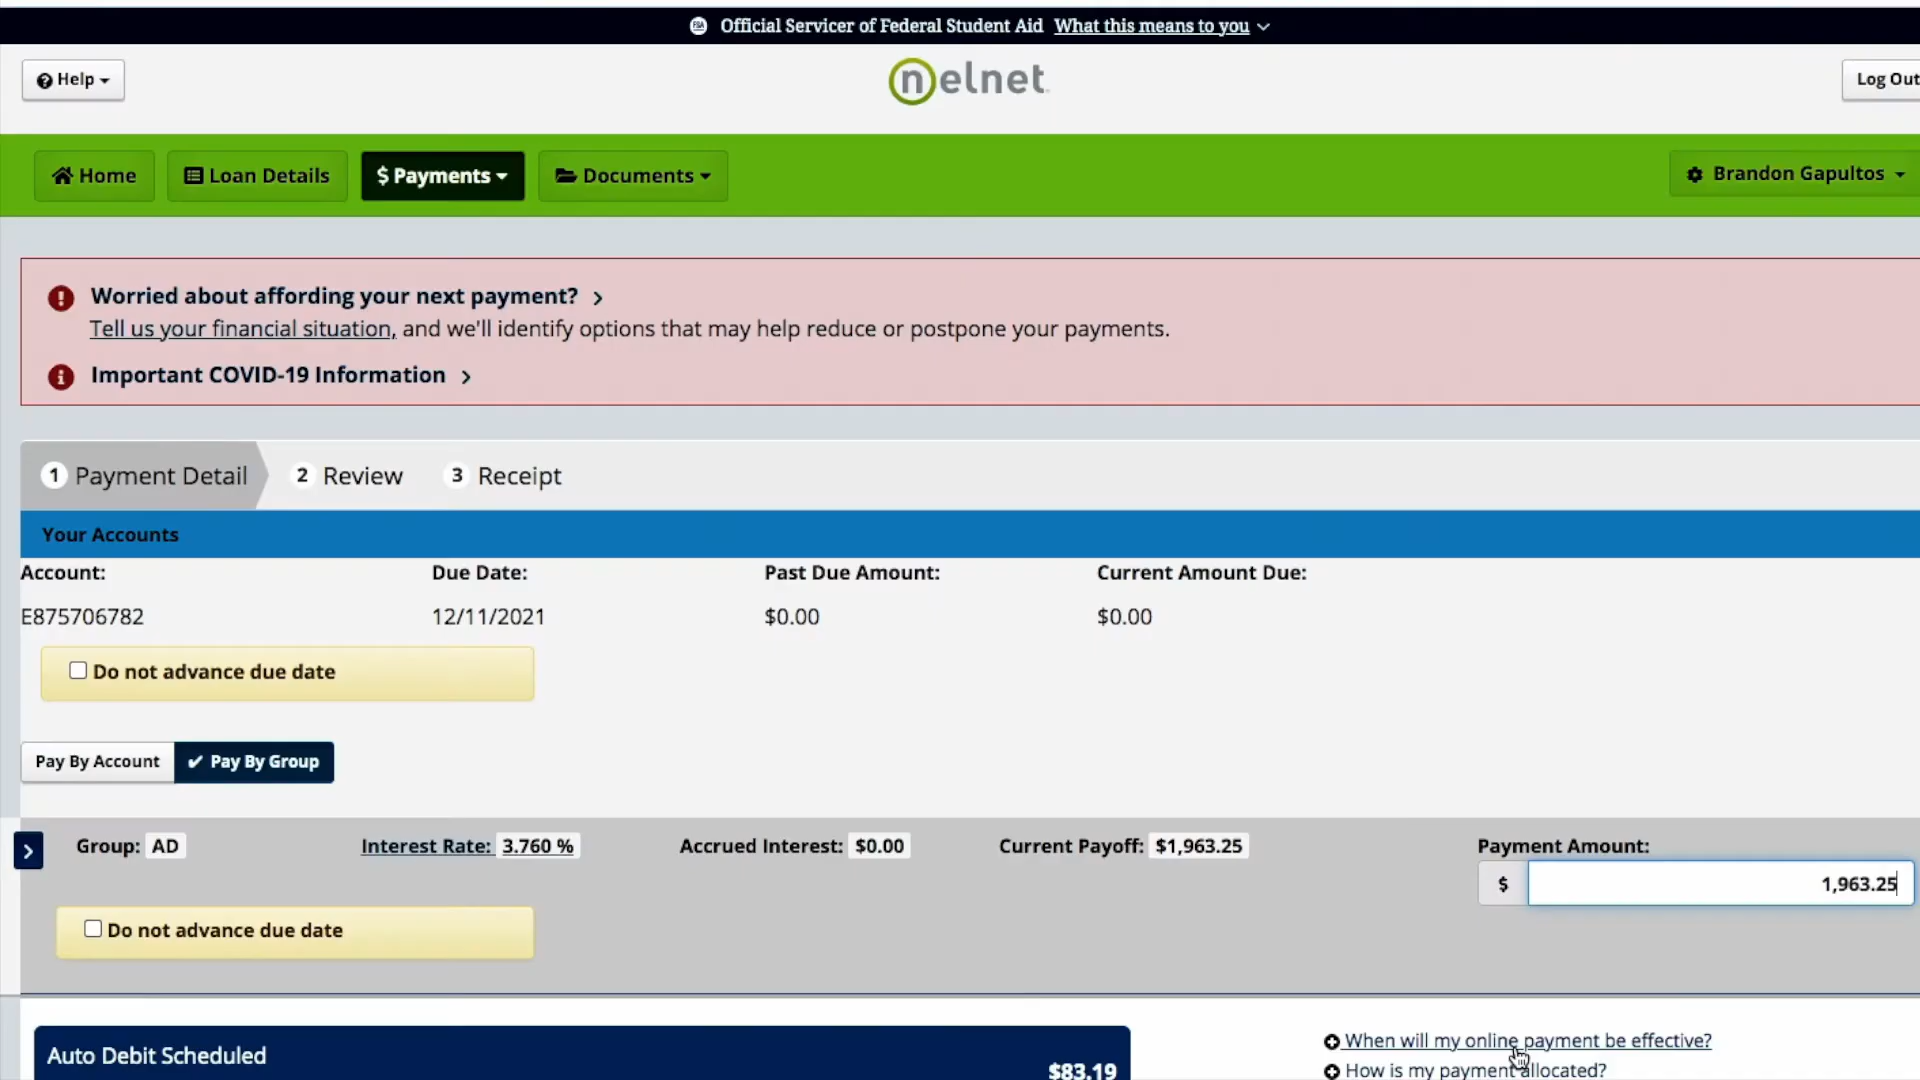 Official Servicer of Federal Student Aid What this means to you
Help
nelnet
Log Out
Home Loan Details $ Payments Documents Brandon Gapultos
Worried about affording your next payment?
Tell us your financial situation, and we'll identify options that may help reduce or postpone your payments.
Important COVID-19 Information
1 Payment Detail 2 Review 3 Receipt
Your Accounts
Account: Due Date: Past Due Amount: Current Amount Due:
E875706782 12/11/2021 $0.00 $0.00
Do not advance due date
Pay By Account Pay By Group
Group: AD Interest Rate: 3.760 % Accrued Interest: $0.00 Current Payoff: $1,963.25 Payment Amount:
$ 1,963.25
Do not advance due date
When will my online payment be effective?
Auto Debit Scheduled
$83.19
How is my payment allocated?